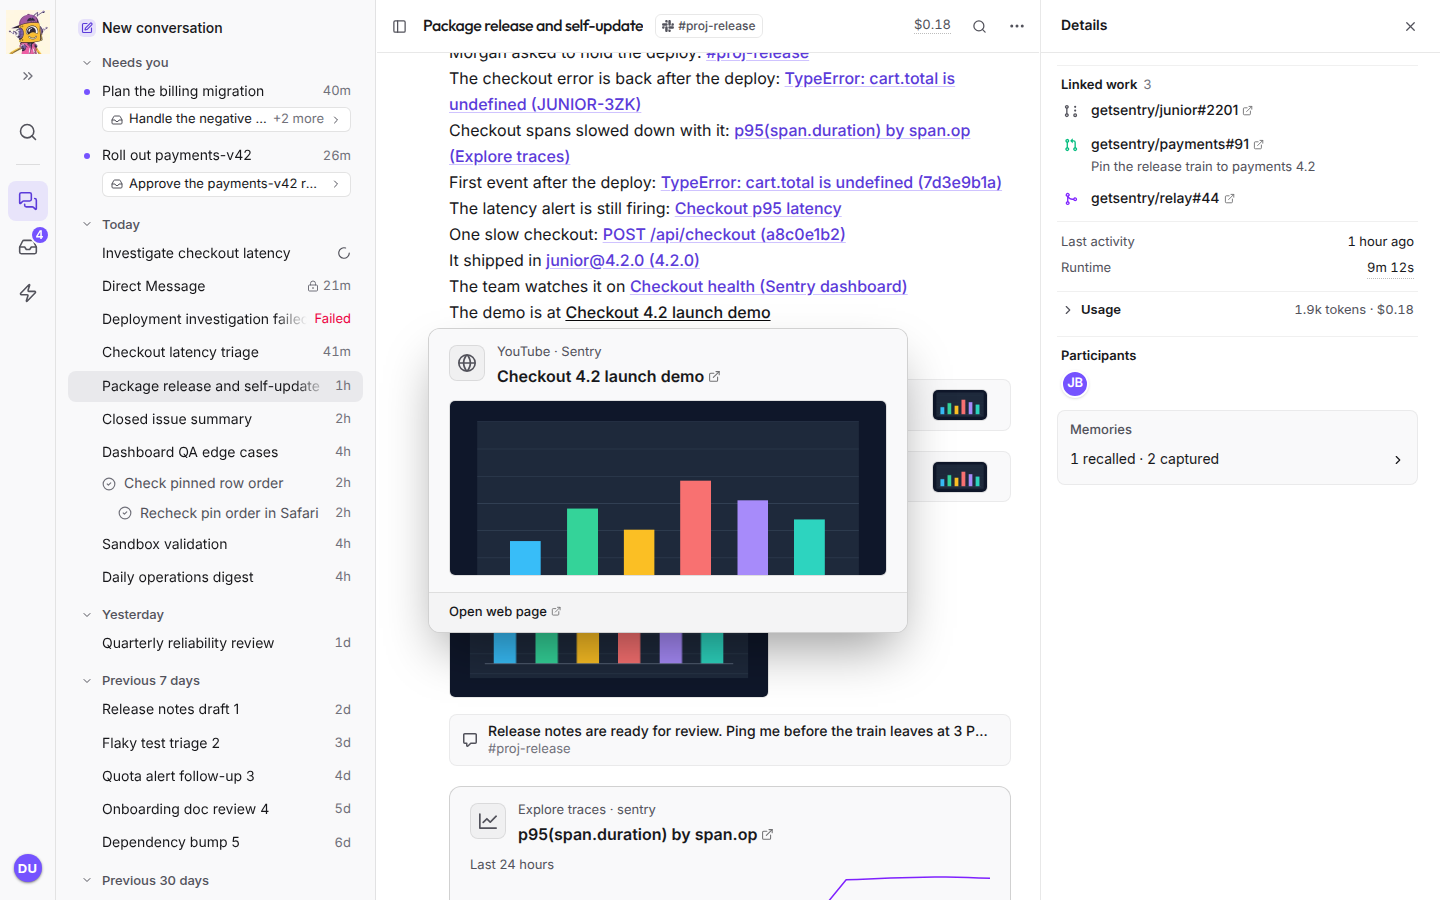 New conversation
Needs you
Plan the billing migration 40m
Handle the negative ... +2 more
Roll out payments-v42 26m
Approve the payments-v42 r...
Today
Investigate checkout latency
Direct Message 21m
Deployment investigation failed Failed
Checkout latency triage 41m
Package release and self-update 1h
Closed issue summary 2h
Dashboard QA edge cases 4h
Check pinned row order 2h
Recheck pin order in Safari 2h
Sandbox validation 4h
Daily operations digest 4h
Yesterday
Quarterly reliability review 1d
Previous 7 days
Release notes draft 1 2d
Flaky test triage 2 3d
Quota alert follow-up 3 4d
Onboarding doc review 4 5d
Dependency bump 5 6d
Previous 30 days
4
DU
Package release and self-update #proj-release $0.18
Morgan asked to hold the deploy: #proj-release
The checkout error is back after the deploy: TypeError: cart.total is
undefined (JUNIOR-3ZK)
Checkout spans slowed down with it: p95(span.duration) by span.op
(Explore traces)
First event after the deploy: TypeError: cart.total is undefined (7d3e9b1a)
The latency alert is still firing: Checkout p95 latency
One slow checkout: POST /api/checkout (a8c0e1b2)
It shipped in junior@4.2.0 (4.2.0)
The team watches it on Checkout health (Sentry dashboard)
The demo is at Checkout 4.2 launch demo
YouTube · Sentry
Checkout 4.2 launch demo
Open web page
Release notes are ready for review. Ping me before the train leaves at 3 P...
#proj-release
Explore traces · sentry
p95(span.duration) by span.op
Last 24 hours
Details
Linked work 3
getsentry/junior#2201
getsentry/payments#91
Pin the release train to payments 4.2
getsentry/relay#44
Last activity 1 hour ago
Runtime 9m 12s
Usage 1.9k tokens · $0.18
Participants
JB
Memories
1 recalled · 2 captured